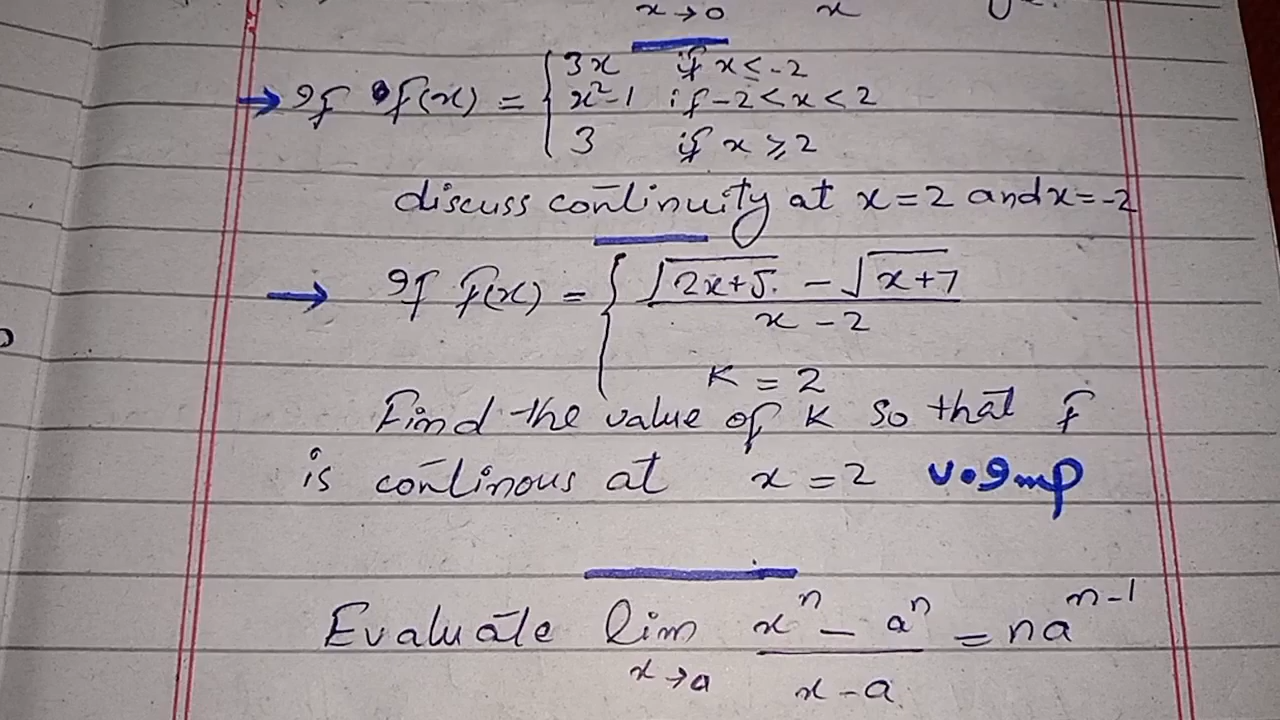 x→0 x
→ If f(x) = { 3x if x ≤ -2
x²-1 if -2 < x < 2
3 if x ≥ 2
discuss continuity at x = 2 and x = -2
→ If f(x) = { √2x+5. - √x+7
x - 2
K = 2
Find the value of K so that f
is continous at x = 2 v.Imp
Evaluate lim xⁿ - aⁿ = naⁿ⁻¹
x→a x-a